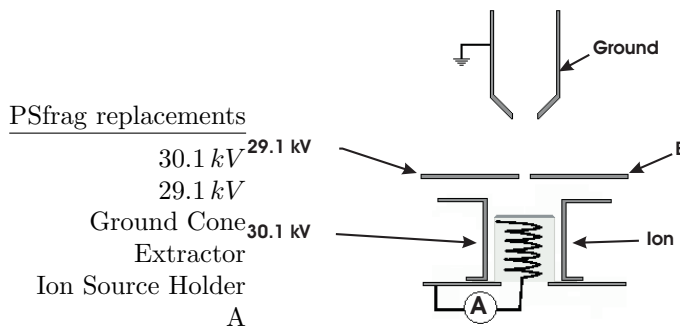 PSfrag replacements
30.1 kV
29.1 kV
Ground Cone
Extractor
Ion Source Holder
A
Ground
29.1 kV
E
30.1 kV
Ion
A